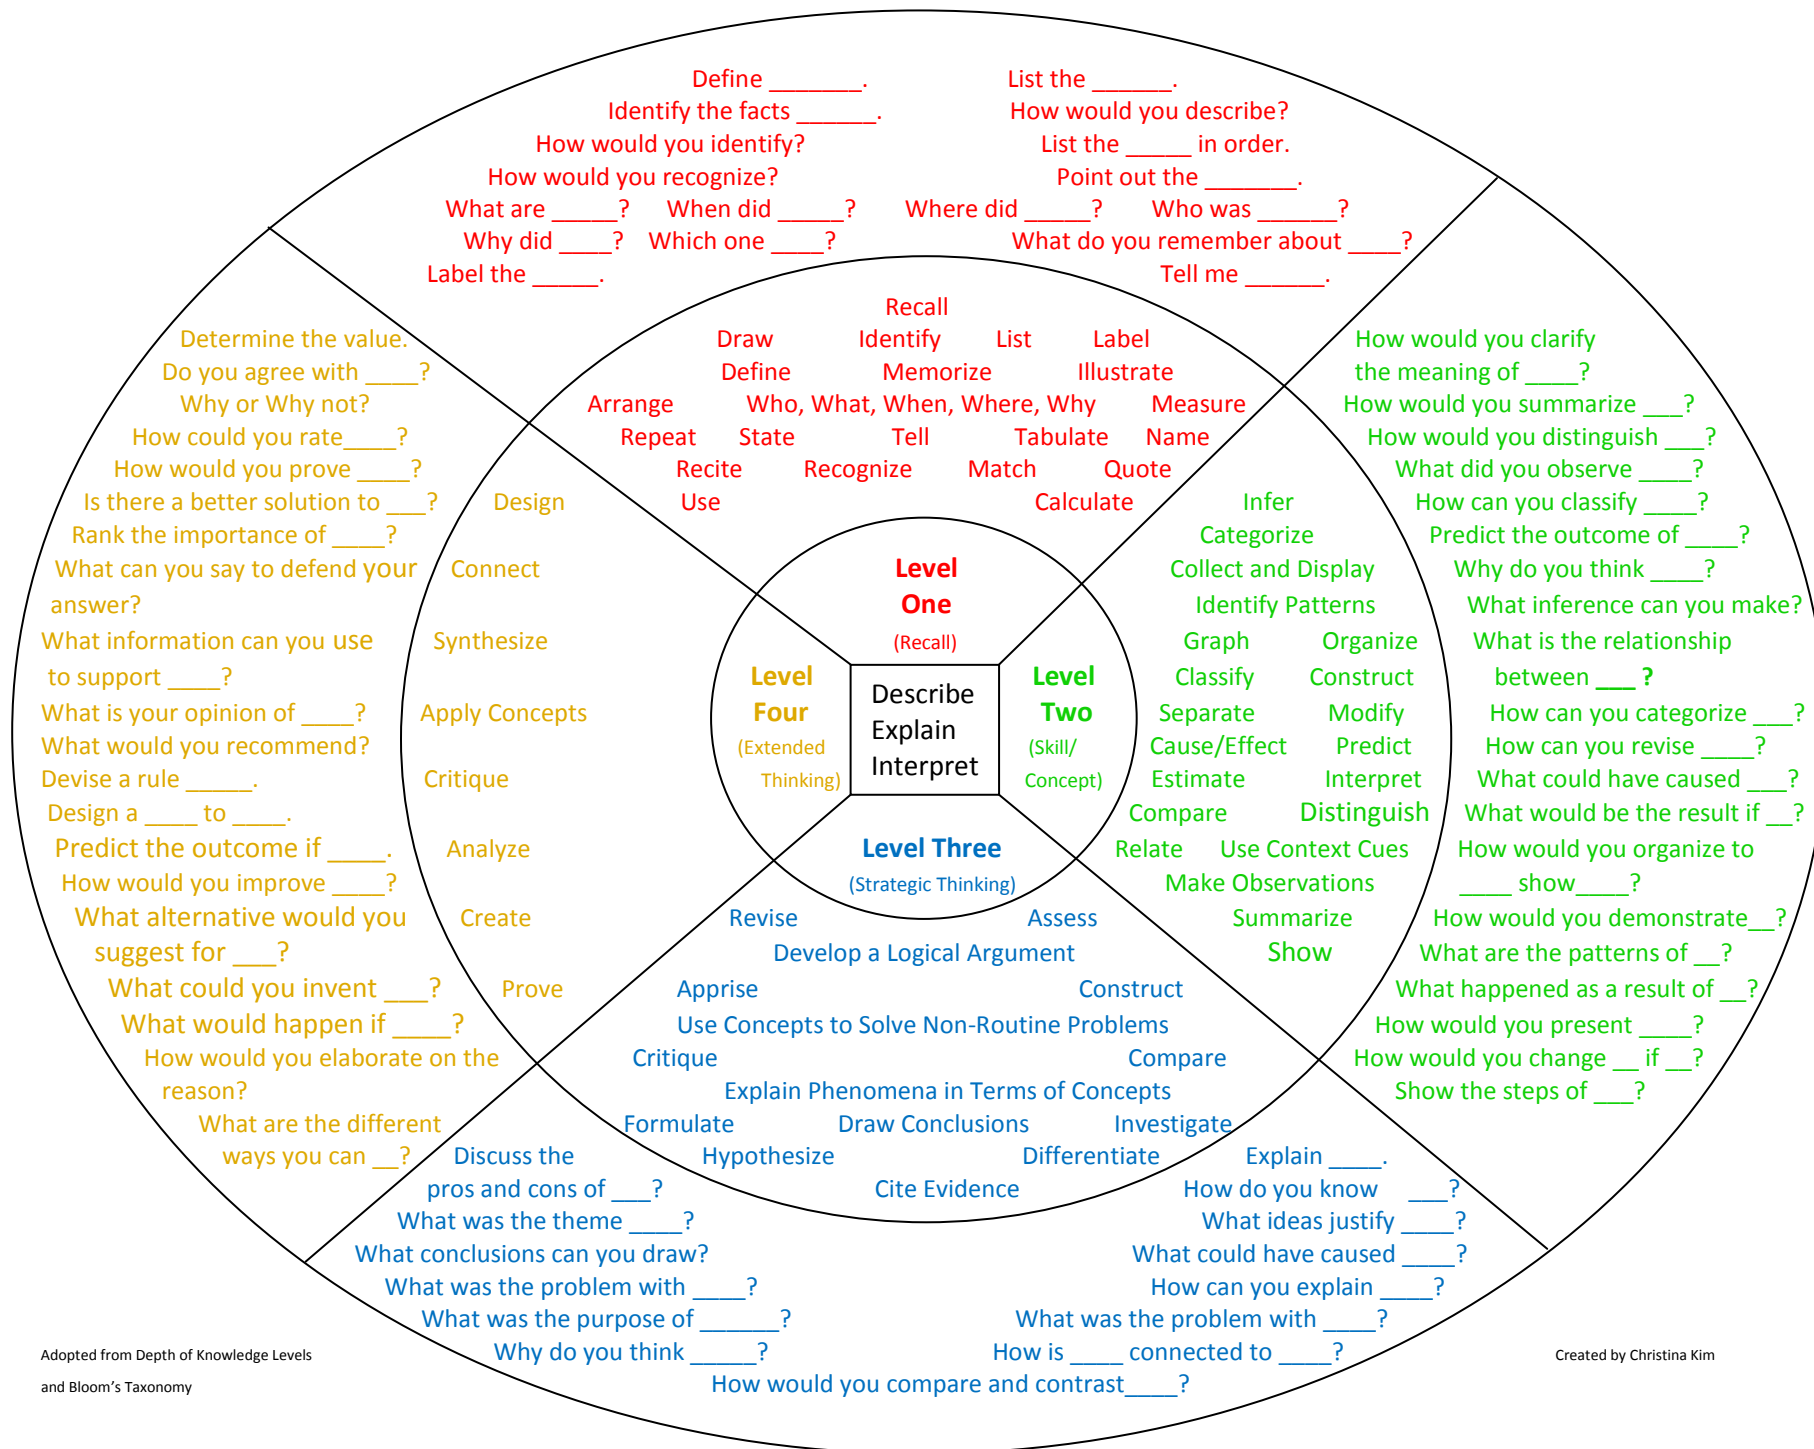 Define _______.
List the ______.
Identify the facts ______.
How would you describe?
How would you identify?
List the _____ in order.
How would you recognize?
Point out the _______.
What are _____? When did _____?
Where did _____? Who was ______?
Why did ____? Which one ____?
What do you remember about ____?
Label the _____.
Tell me ______.
Recall
Draw Identify List Label
Define Memorize Illustrate
Arrange Who, What, When, Where, Why Measure
Repeat State Tell Tabulate Name
Recite Recognize Match Quote
Use Calculate
Level
One
(Recall)
How would you clarify
the meaning of ____?
How would you summarize ___?
How would you distinguish ___?
What did you observe ____?
How can you classify ____?
Predict the outcome of ____?
Why do you think ____?
What inference can you make?
What is the relationship
between ___ ?
How can you categorize ___?
How can you revise ____?
What could have caused ___?
What would be the result if __?
How would you organize to
____ show____?
How would you demonstrate__?
What are the patterns of __?
What happened as a result of __?
How would you present ____?
How would you change __ if __?
Show the steps of ___?
Infer
Categorize
Collect and Display
Identify Patterns
Graph Organize
Classify Construct
Separate Modify
Cause/Effect Predict
Estimate Interpret
Compare Distinguish
Relate Use Context Cues
Make Observations
Summarize
Show
Level
Two
(Skill/
Concept)
Describe
Explain
Interpret
Level Three
(Strategic Thinking)
Revise Assess
Develop a Logical Argument
Apprise Construct
Use Concepts to Solve Non-Routine Problems
Critique Compare
Explain Phenomena in Terms of Concepts
Formulate Draw Conclusions Investigate
Hypothesize Differentiate
Cite Evidence
Discuss the
pros and cons of ___?
What was the theme ____?
What conclusions can you draw?
What was the problem with ____?
What was the purpose of ______?
Why do you think _____?
Explain ____.
How do you know ___?
What ideas justify ____?
What could have caused ____?
How can you explain ____?
What was the problem with ____?
How is ____ connected to ____?
How would you compare and contrast____?
Level
Four
(Extended
Thinking)
Design
Connect
Synthesize
Apply Concepts
Critique
Analyze
Create
Prove
Determine the value.
Do you agree with ____?
Why or Why not?
How could you rate____?
How would you prove ____?
Is there a better solution to ___?
Rank the importance of ____?
What can you say to defend your
answer?
What information can you use
to support ____?
What is your opinion of ____?
What would you recommend?
Devise a rule _____.
Design a ____ to ____.
Predict the outcome if ____.
How would you improve ____?
What alternative would you
suggest for ___?
What could you invent ___?
What would happen if ____?
How would you elaborate on the
reason?
What are the different
ways you can __?
Adopted from Depth of Knowledge Levels
and Bloom's Taxonomy
Created by Christina Kim